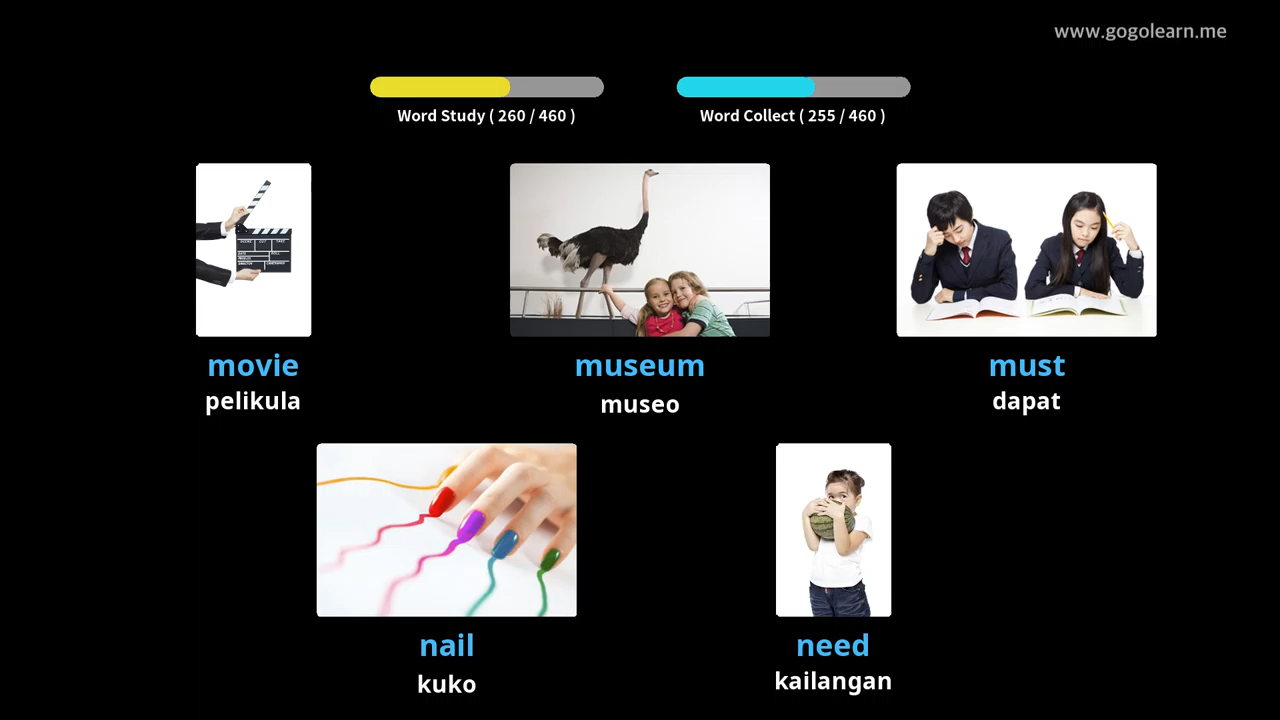 www.gogolearn.me
Word Study ( 260 / 460 )
Word Collect ( 255 / 460 )
movie
pelikula
museum
museo
must
dapat
nail
kuko
need
kailangan